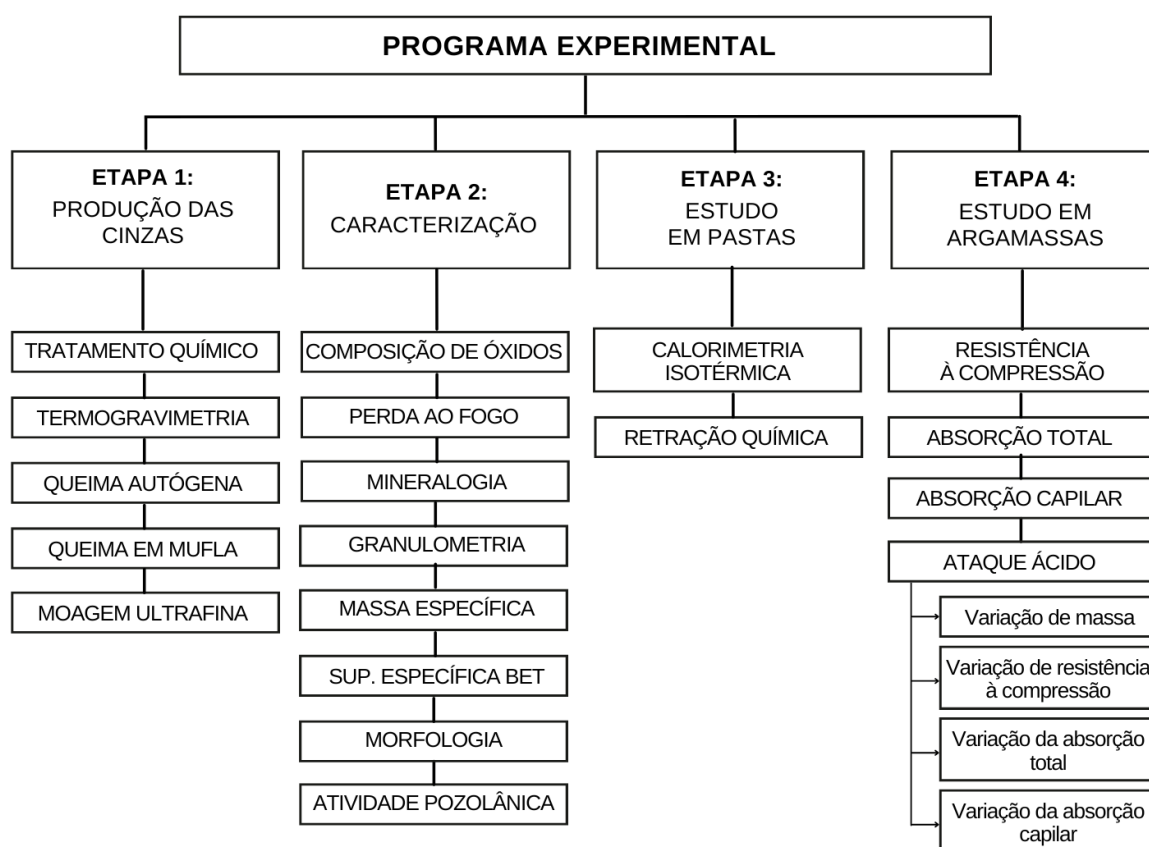 PROGRAMA EXPERIMENTAL
ETAPA 1:
PRODUÇÃO DAS
CINZAS
TRATAMENTO QUÍMICO
TERMOGRAVIMETRIA
QUEIMA AUTÓGENA
QUEIMA EM MUFLA
MOAGEM ULTRAFINA
ETAPA 2:
CARACTERIZAÇÃO
COMPOSIÇÃO DE ÓXIDOS
PERDA AO FOGO
MINERALOGIA
GRANULOMETRIA
MASSA ESPECÍFICA
SUP. ESPECÍFICA BET
MORFOLOGIA
ATIVIDADE POZOLÂNICA
ETAPA 3:
ESTUDO
EM PASTAS
CALORIMETRIA
ISOTÉRMICA
RETRAÇÃO QUÍMICA
ETAPA 4:
ESTUDO EM
ARGAMASSAS
RESISTÊNCIA
À COMPRESSÃO
ABSORÇÃO TOTAL
ABSORÇÃO CAPILAR
ATAQUE ÁCIDO
Variação de massa
Variação de resistência
à compressão
Variação da absorção
total
Variação da absorção
capilar